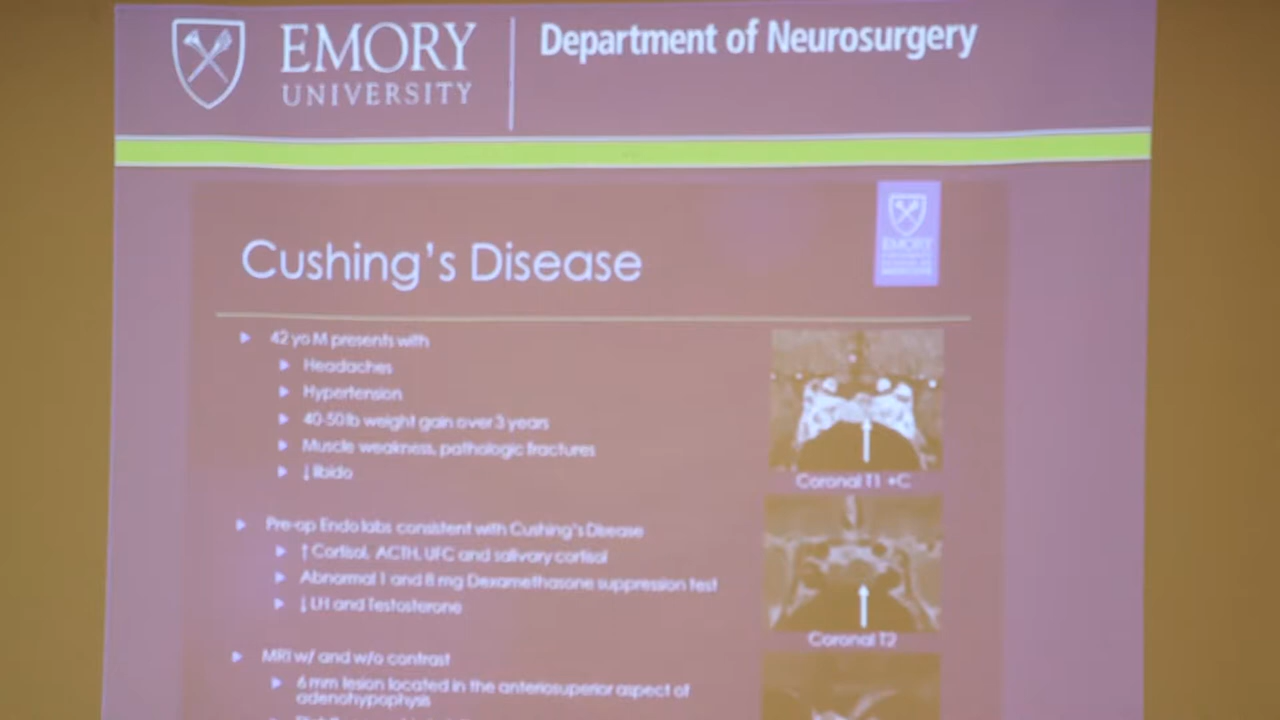 EMORY
UNIVERSITY
Department of Neurosurgery
EMORY
Cushing's Disease
42 yo M presents with
Headaches
Hypertension
40-50 lb weight gain over 3 years
Muscle weakness, pathologic fractures
↓ libido
Coronal T1 +C
Pre-op Endo labs consistent with Cushing's Disease
↑ Cortisol, ACTH, UFC and salivary cortisol
Abnormal 1 and 8 mg Dexamethasone suppression test
↓ LH and Testosterone
Coronal T2
MRI w/ and w/o contrast
6 mm lesion located in the anteriosuperior aspect of
adenohypophysis